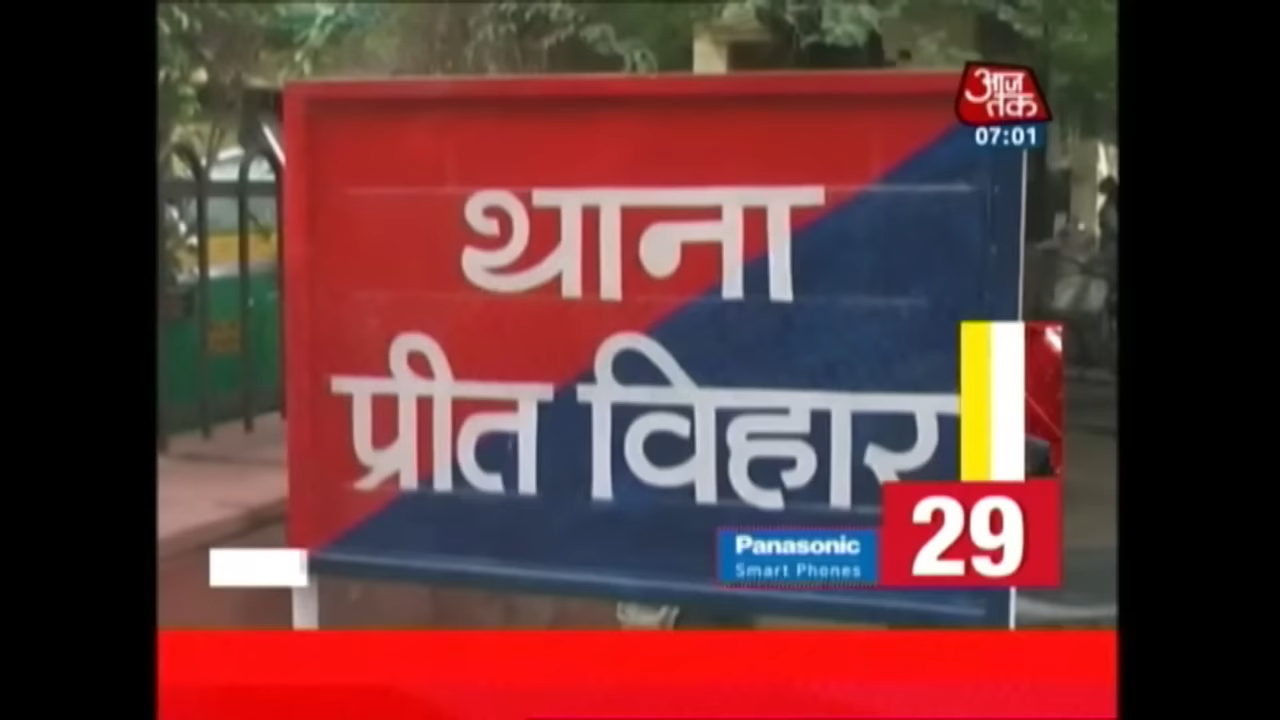 आज
तक
07:01
थाना
प्रीत विहार
Panasonic
Smart Phones
29